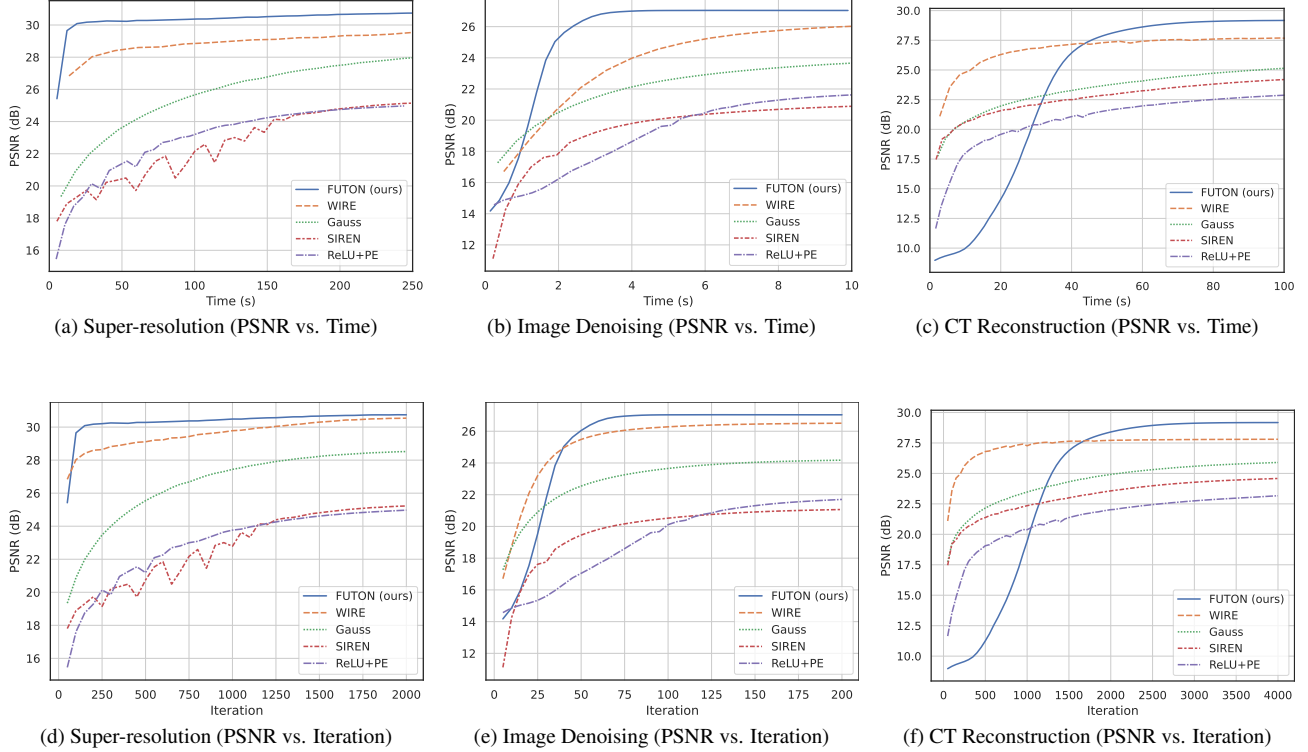 30
28
26
24
22
20
18
16
PSNR (dB)
0
50
100
150
200
250
Time (s)
FUTON (ours)
WIRE
Gauss
SIREN
ReLU+PE
(a) Super-resolution (PSNR vs. Time)
26
24
22
20
18
16
14
12
PSNR (dB)
0
2
4
6
8
10
Time (s)
FUTON (ours)
WIRE
Gauss
SIREN
ReLU+PE
(b) Image Denoising (PSNR vs. Time)
30.0
27.5
25.0
22.5
20.0
17.5
15.0
12.5
10.0
PSNR (dB)
0
20
40
60
80
100
Time (s)
FUTON (ours)
WIRE
Gauss
SIREN
ReLU+PE
(c) CT Reconstruction (PSNR vs. Time)
30
28
26
24
22
20
18
16
PSNR (dB)
0
250
500
750
1000
1250
1500
1750
2000
Iteration
FUTON (ours)
WIRE
Gauss
SIREN
ReLU+PE
(d) Super-resolution (PSNR vs. Iteration)
26
24
22
20
18
16
14
12
PSNR (dB)
0
25
50
75
100
125
150
175
200
Iteration
FUTON (ours)
WIRE
Gauss
SIREN
ReLU+PE
(e) Image Denoising (PSNR vs. Iteration)
30.0
27.5
25.0
22.5
20.0
17.5
15.0
12.5
10.0
PSNR (dB)
0
500
1000
1500
2000
2500
3000
3500
4000
Iteration
FUTON (ours)
WIRE
Gauss
SIREN
ReLU+PE
(f) CT Reconstruction (PSNR vs. Iteration)